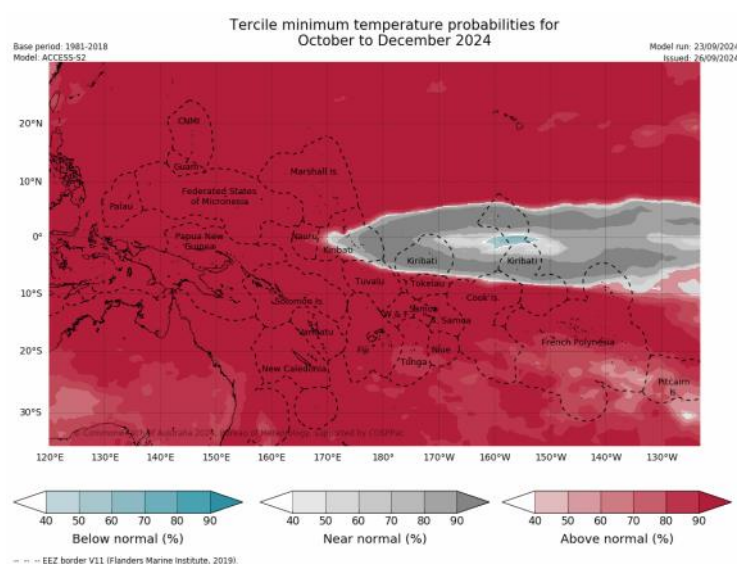 Tercile minimum temperature probabilities for
October to December 2024
Base period: 1981-2018
Model: ACCESS-S2
Model run: 23/09/2024
Issued: 26/09/2024
20°N
10°N
0°
10°S
20°S
30°S
CNMI
Guam
Marshall Is.
Federated States
of Micronesia
Palau
Papua New
Guinea
Nauru
Kiribati
Kiribati
Kiribati
Tuvalu
Tokelau
Solomon Is.
Cook Is.
W & F
Samoa
A. Samoa
Vanuatu
Fiji
Niue
French Polynesia
Tonga
New Caledonia
Pitcairn
Is.
120°E 130°E 140°E 150°E 160°E 170°E 180° 170°W 160°W 150°W 140°W 130°W
40 50 60 70 80 90
Below normal (%)
40 50 60 70 80 90
Near normal (%)
40 50 60 70 80 90
Above normal (%)
EEZ border V11 (Flanders Marine Institute, 2019).